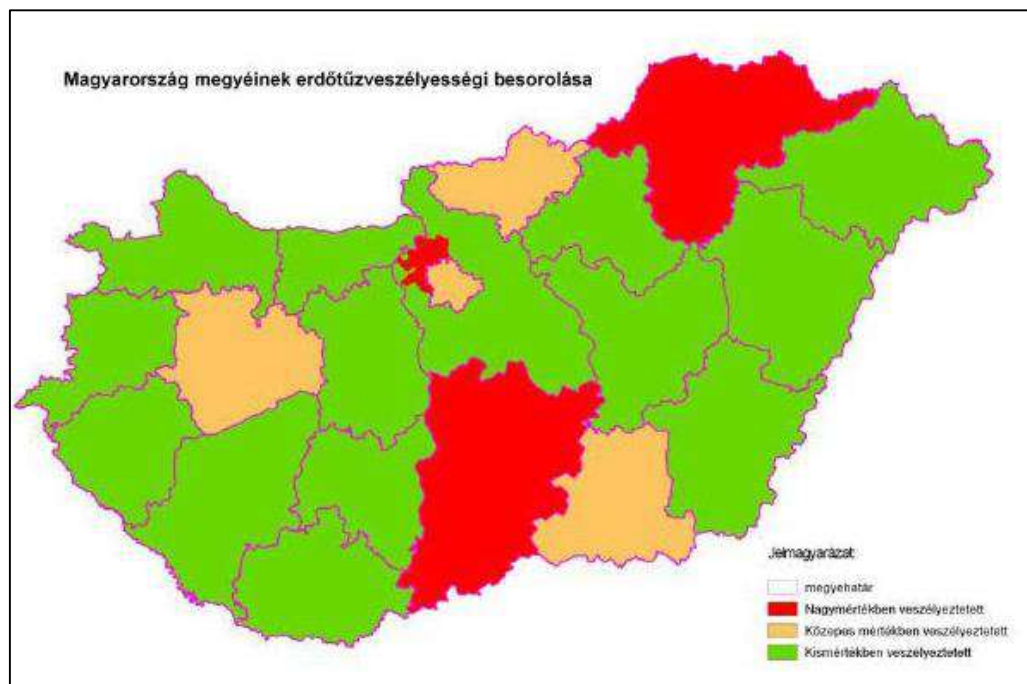 Magyarország megyéinek erdőtűzveszélyességi besorolása
Jelmagyarázat
megyehatár
Nagymértékben veszélyeztetett
Közepes mértékben veszélyeztetett
Kismértékben veszélyeztetett